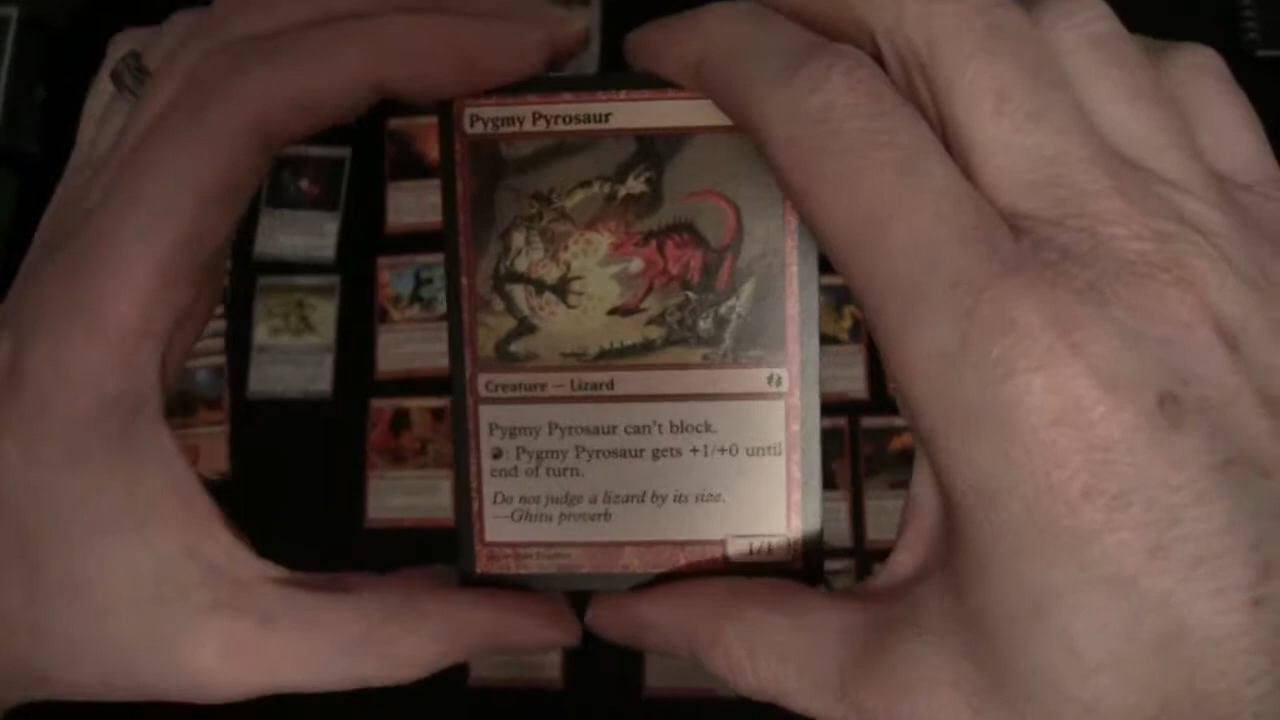 Pygmy Pyrosaur
Creature — Lizard
Pygmy Pyrosaur can't block.
: Pygmy Pyrosaur gets +1/+0 until
end of turn.
Do not judge a lizard by its size.
—Ghitu proverb
1/1